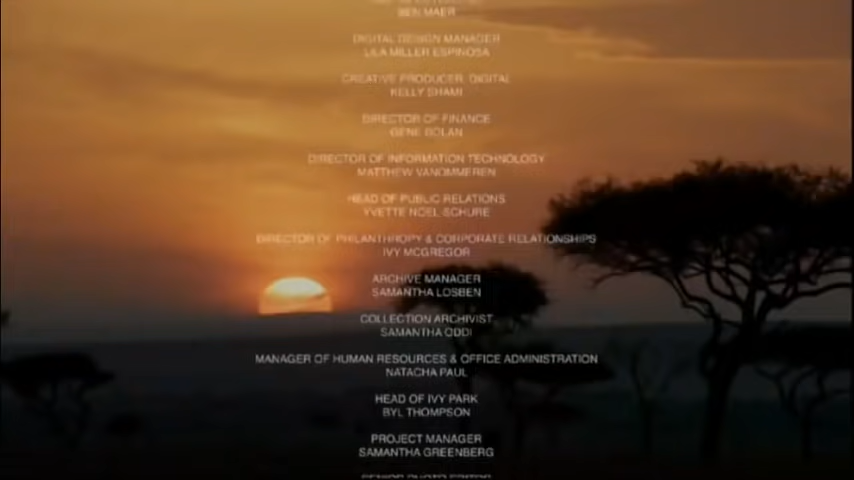 BEN MAER
DIGITAL DESIGN MANAGER
LILA MILLER ESPINOSA
CREATIVE PRODUCER, DIGITAL
KELLY SHAMI
DIRECTOR OF FINANCE
GENE BOLAN
DIRECTOR OF INFORMATION TECHNOLOGY
MATTHEW VANOMMEREN
HEAD OF PUBLIC RELATIONS
YVETTE NOEL-SCHURE
DIRECTOR OF PHILANTHROPY & CORPORATE RELATIONSHIPS
IVY MCGREGOR
ARCHIVE MANAGER
SAMANTHA LOSBEN
COLLECTION ARCHIVIST
SAMANTHA ODDI
MANAGER OF HUMAN RESOURCES & OFFICE ADMINISTRATION
NATACHA PAUL
HEAD OF IVY PARK
BYL THOMPSON
PROJECT MANAGER
SAMANTHA GREENBERG
SENIOR PHOTO EDITOR